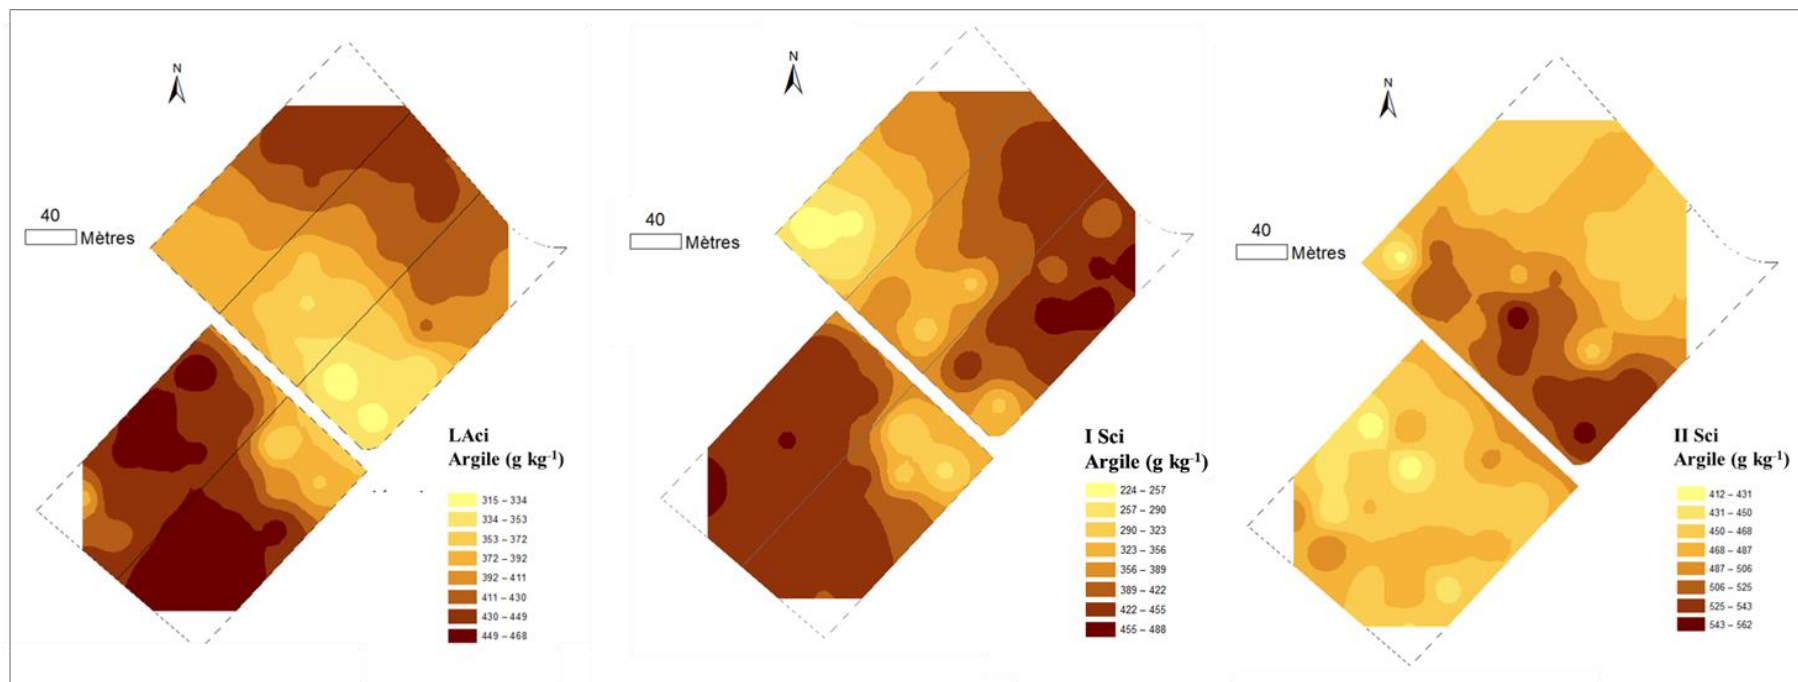 N
40
Mètres
LAci
Argile (g kg-1)
315 – 334
334 – 353
353 – 372
372 – 392
392 – 411
411 – 430
430 – 449
449 – 468
N
40
Mètres
I Sci
Argile (g kg-1)
224 – 257
257 – 290
290 – 323
323 – 356
356 – 389
389 – 422
422 – 455
455 – 488
N
40
Mètres
II Sci
Argile (g kg-1)
412 – 431
431 – 450
450 – 468
468 – 487
487 – 506
506 – 525
525 – 543
543 – 562